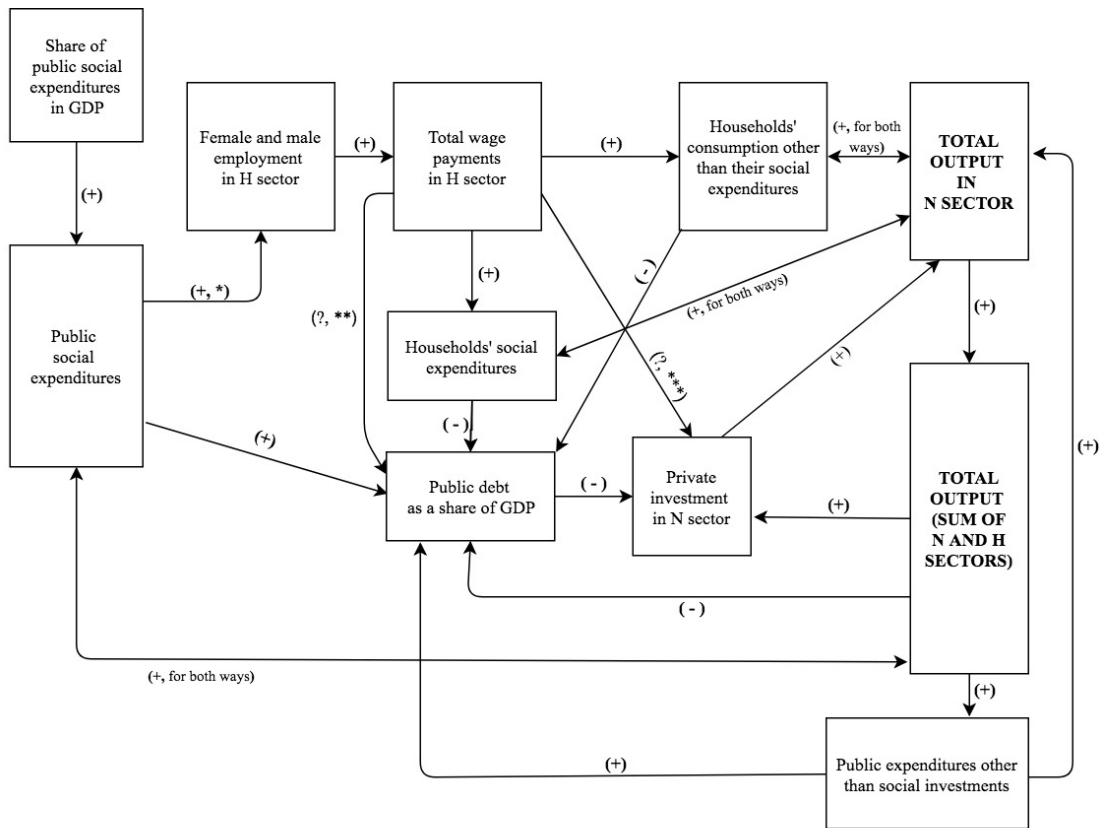 Share of
public social
expenditures
in GDP
(+)
Public
social
expenditures
(+, *)
Female and male
employment
in H sector
(+)
Total wage
payments
in H sector
(+)
Households'
consumption other
than their social
expenditures
(+, for both
ways)
TOTAL
OUTPUT
IN
N SECTOR
(+)
(?, **)
(+)
(?, ***)
(-)
(+, for both ways)
(+)
(+)
Households' social
expenditures
(-)
(+)
Public debt
as a share of GDP
(-)
Private
investment
in N sector
(+)
TOTAL
OUTPUT
(SUM OF
N AND H
SECTORS)
(-)
(+, for both ways)
(+)
(+)
Public expenditures other
than social investments